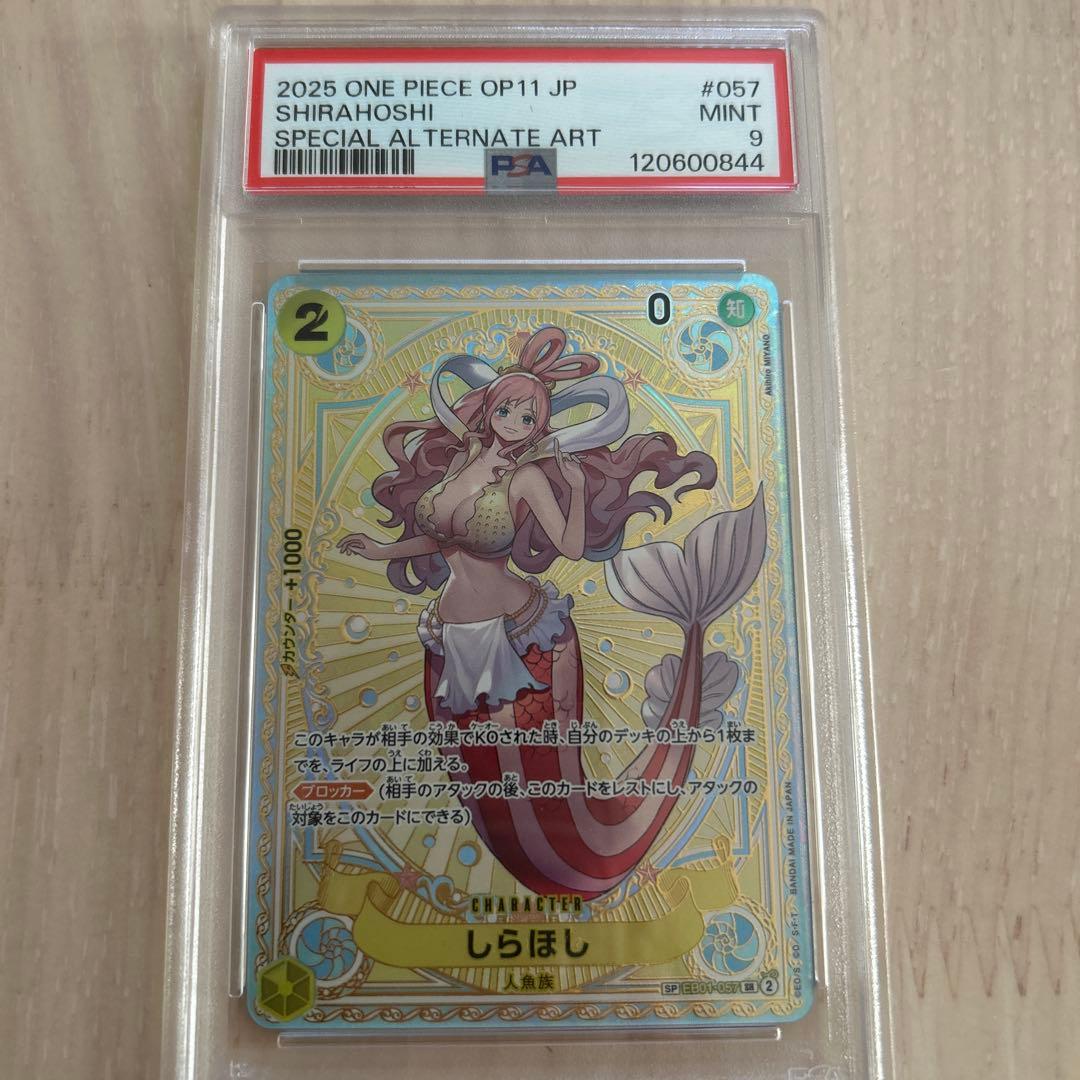 2025 ONE PIECE OP11 JP #057
SHIRAHOSHI MINT
SPECIAL ALTERNATE ART 9
PSA 120600844
2 0 知
Akihiro MIYANO
カウンター +1000
このキャラが相手の効果でKOされた時、自分のデッキの上から1枚ま
でを、ライフの上に加える。
ブロッカー (相手のアタックの後、このカードをレストにし、アタックの
対象をこのカードにできる)
CHARACTER
しらほし
人魚族
SP EB01-057 SR 2
©EO/S ©O S・F・T BANDAI MADE IN JAPAN
PSA